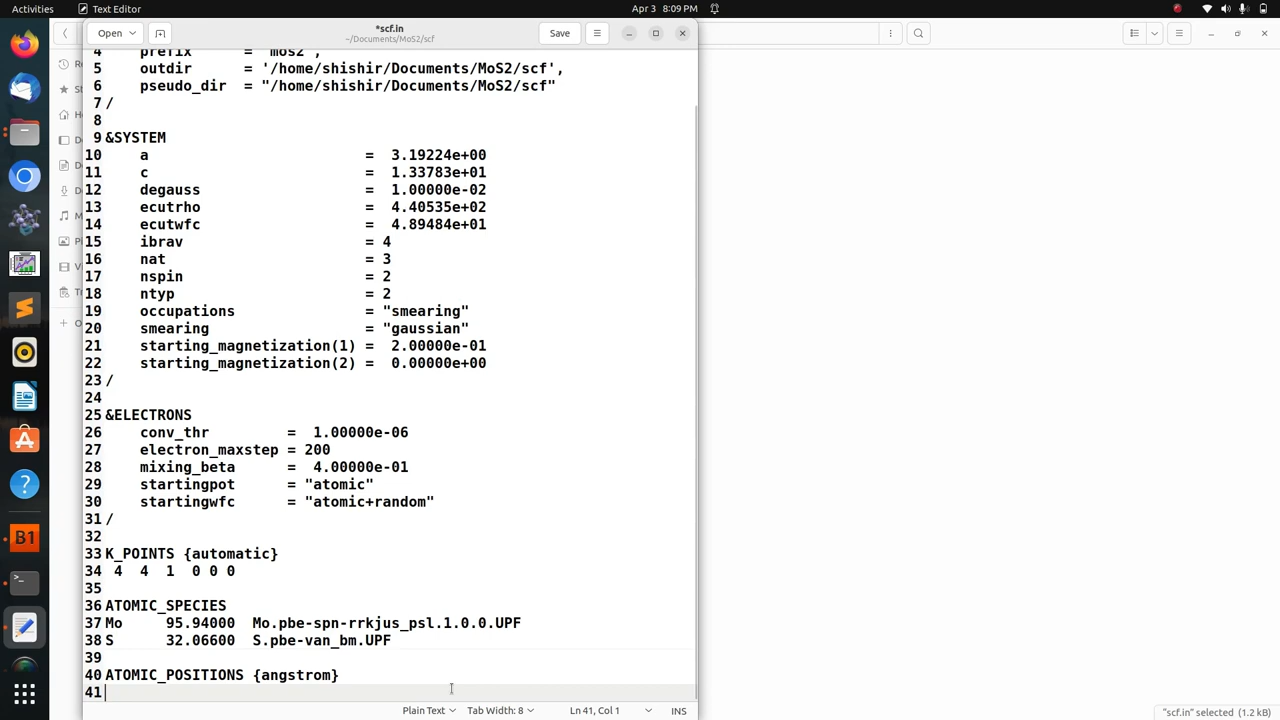 Activities Text Editor Apr 3 8:09 PM
Open *scf.in Save
~/Documents/MoS2/scf
4 prefix = 'mos2',
5 outdir = '/home/shishir/Documents/MoS2/scf',
6 pseudo_dir = "/home/shishir/Documents/MoS2/scf"
7 /
8
9 &SYSTEM
10 a = 3.19224e+00
11 c = 1.33783e+01
12 degauss = 1.00000e-02
13 ecutrho = 4.40535e+02
14 ecutwfc = 4.89484e+01
15 ibrav = 4
16 nat = 3
17 nspin = 2
18 ntyp = 2
19 occupations = "smearing"
20 smearing = "gaussian"
21 starting_magnetization(1) = 2.00000e-01
22 starting_magnetization(2) = 0.00000e+00
23 /
24
25 &ELECTRONS
26 conv_thr = 1.00000e-06
27 electron_maxstep = 200
28 mixing_beta = 4.00000e-01
29 startingpot = "atomic"
30 startingwfc = "atomic+random"
31 /
32
33 K_POINTS {automatic}
34 4 4 1 0 0 0
35
36 ATOMIC_SPECIES
37 Mo 95.94000 Mo.pbe-spn-rrkjus_psl.1.0.0.UPF
38 S 32.06600 S.pbe-van_bm.UPF
39
40 ATOMIC_POSITIONS {angstrom}
41
Plain Text Tab Width: 8 Ln 41, Col 1 INS
"scf.in" selected (1.2 kB)
B1